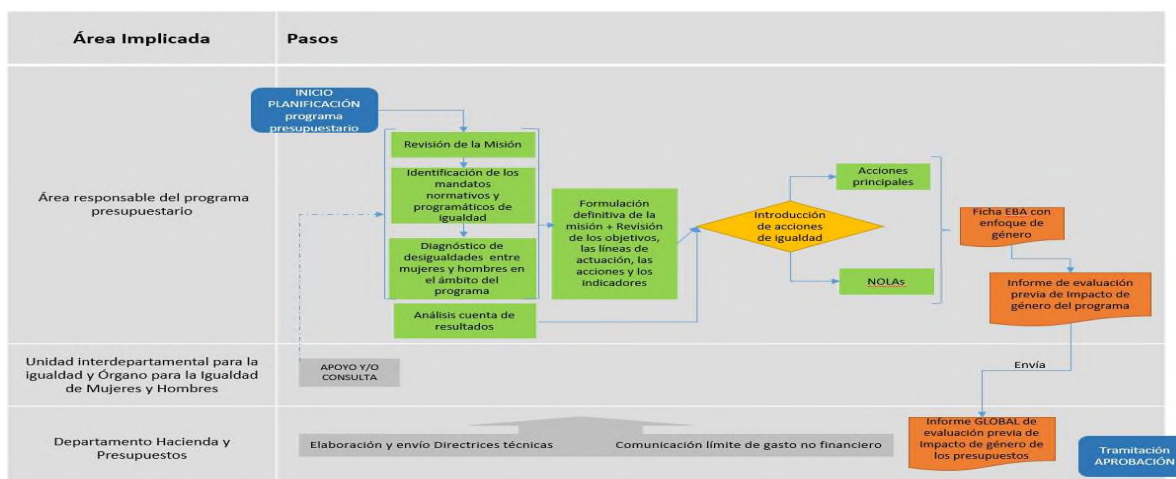 Área Implicada
Pasos
Área responsable del programa
presupuestario
INICIO
PLANIFICACIÓN
programa
presupuestario
Revisión de la Misión
Identificación de los
mandatos
normativos y
programáticos de
igualdad
Diagnóstico de
desigualdades entre
mujeres y hombres en
el ámbito del
programa
Análisis cuenta de
resultados
Formulación
definitiva de la
misión + Revisión
de los objetivos,
las líneas de
actuación, las
acciones y los
indicadores
Introducción
de acciones
de igualdad
Acciones
principales
NOLAs
Ficha EBA con
enfoque de
género
Informe de evaluación
previa de Impacto de
género del programa
Unidad interdepartamental para la
igualdad y Órgano para la Igualdad
de Mujeres y Hombres
APOYO Y/O
CONSULTA
Envía
Departamento Hacienda y
Presupuestos
Elaboración y envío Directrices técnicas
Comunicación límite de gasto no financiero
Informe GLOBAL de
evaluación previa de
Impacto de género de
los presupuestos
Tramitación
APROBACIÓN